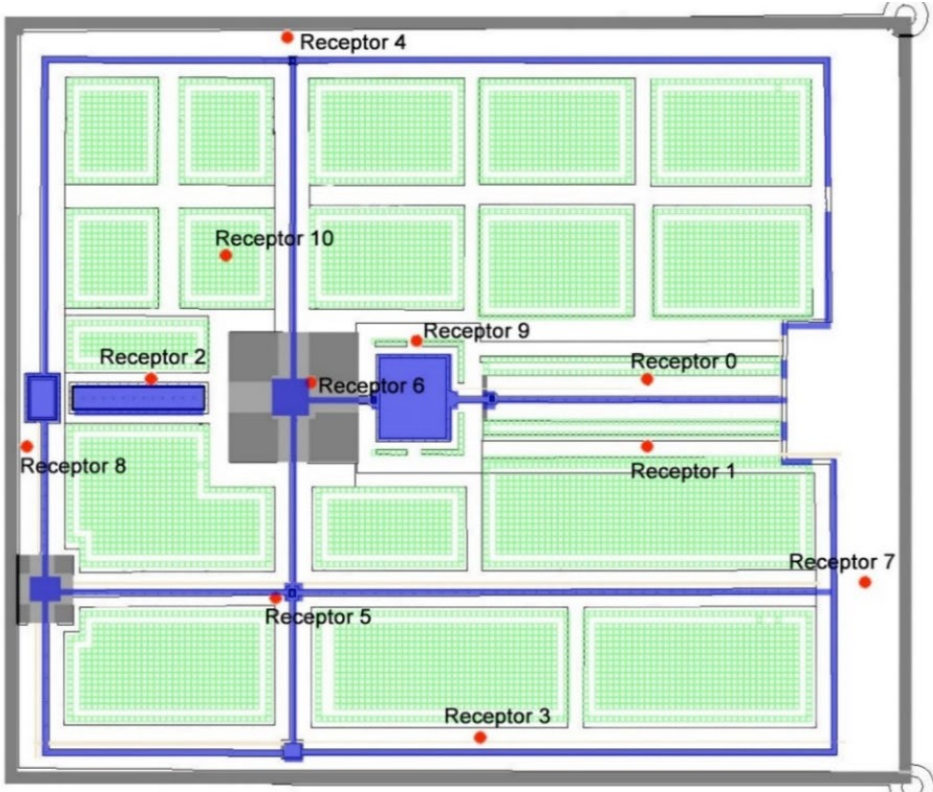 Receptor 4
Receptor 10
Receptor 9
Receptor 2
Receptor 0
Receptor 6
Receptor 8
Receptor 1
Receptor 7
Receptor 5
Receptor 3